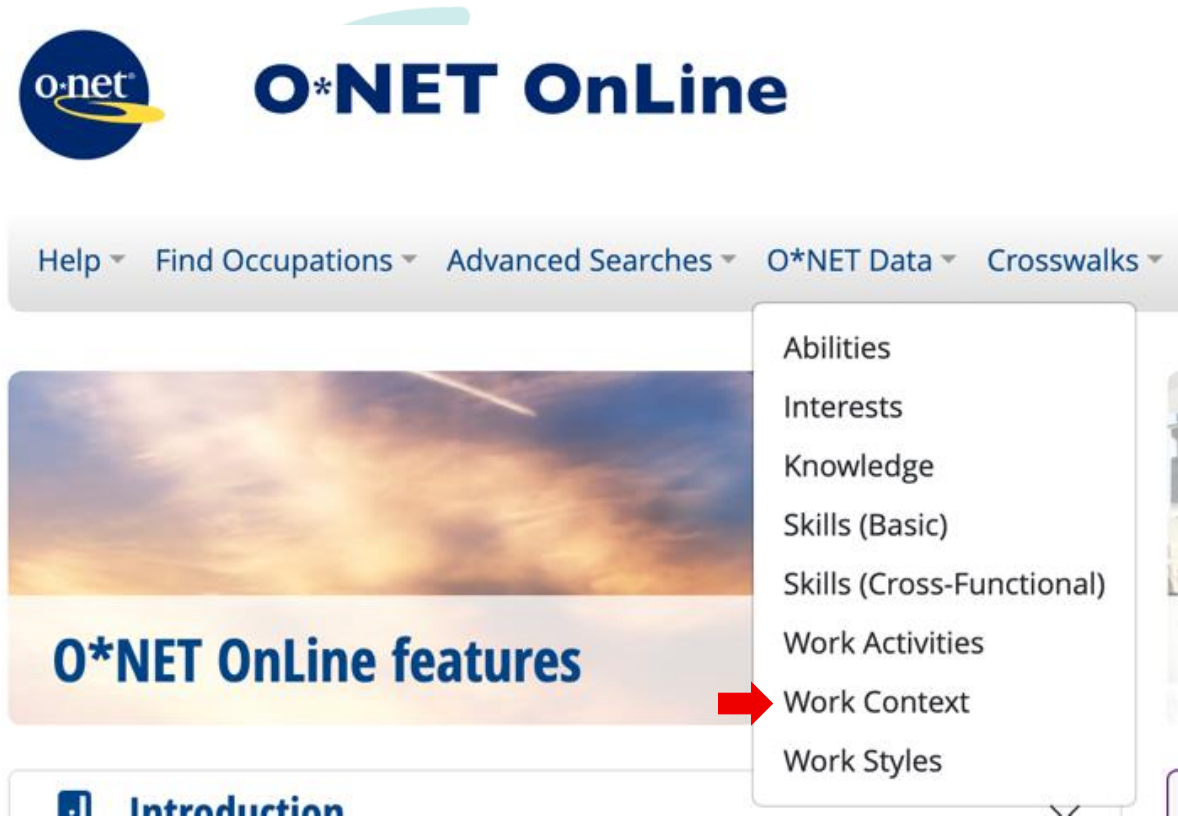 o*net®
O*NET OnLine
Help
Find Occupations
Advanced Searches
O*NET Data
Crosswalks
Abilities
Interests
Knowledge
Skills (Basic)
Skills (Cross-Functional)
Work Activities
Work Context
Work Styles
O*NET OnLine features
Introduction